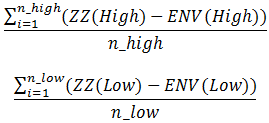 ∑_{i=1}^{n_high}(ZZ(High) − ENV(High))
n_high
∑_{i=1}^{n_low}(ZZ(Low) − ENV(Low))
n_low